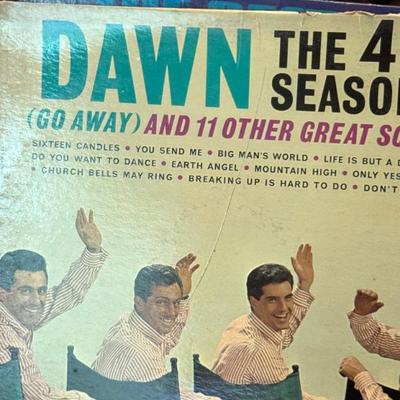 DAWN THE 4
SEASO
(GO AWAY) AND 11 OTHER GREAT SO
SIXTEEN CANDLES • YOU SEND ME • BIG MAN'S WORLD • LIFE IS BUT A D
DO YOU WANT TO DANCE • EARTH ANGEL • MOUNTAIN HIGH • ONLY YES
• CHURCH BELLS MAY RING • BREAKING UP IS HARD TO DO • DON'T